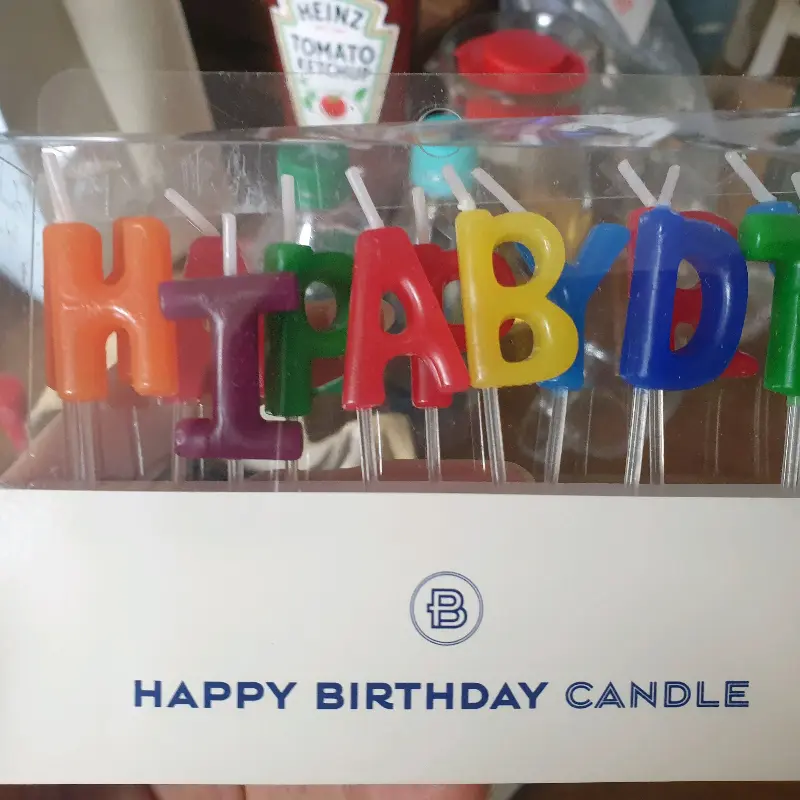 HEINZ
TOMATO
KETCHUP
HIPABYDT
B
HAPPY BIRTHDAY CANDLE